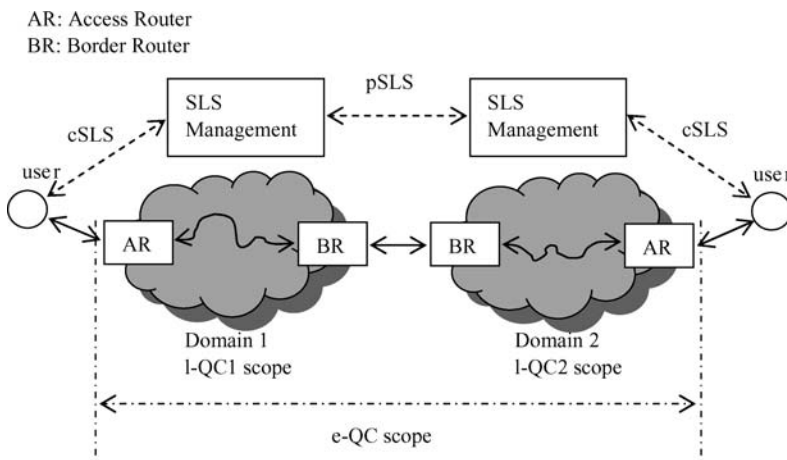 AR: Access Router
BR: Border Router
pSLS
SLS
Management
SLS
Management
cSLS
cSLS
user
user
AR
BR
BR
AR
Domain 1
l-QC1 scope
Domain 2
l-QC2 scope
e-QC scope